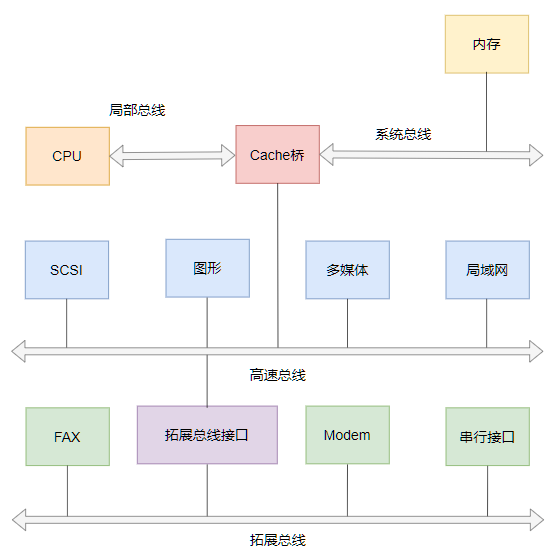 内存
局部总线
系统总线
CPU
Cache桥
SCSI
图形
多媒体
局域网
高速总线
FAX
拓展总线接口
Modem
串行接口
拓展总线